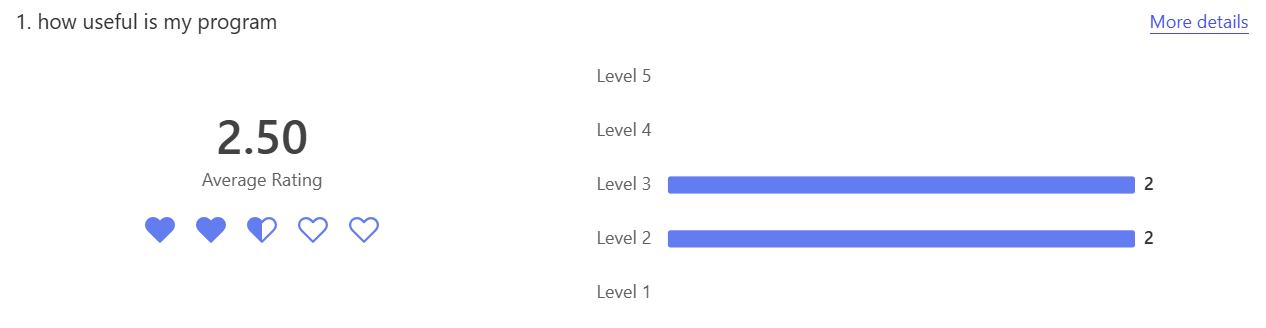 1. how useful is my program
More details
2.50
Average Rating
Level 5
Level 4
Level 3 2
Level 2 2
Level 1